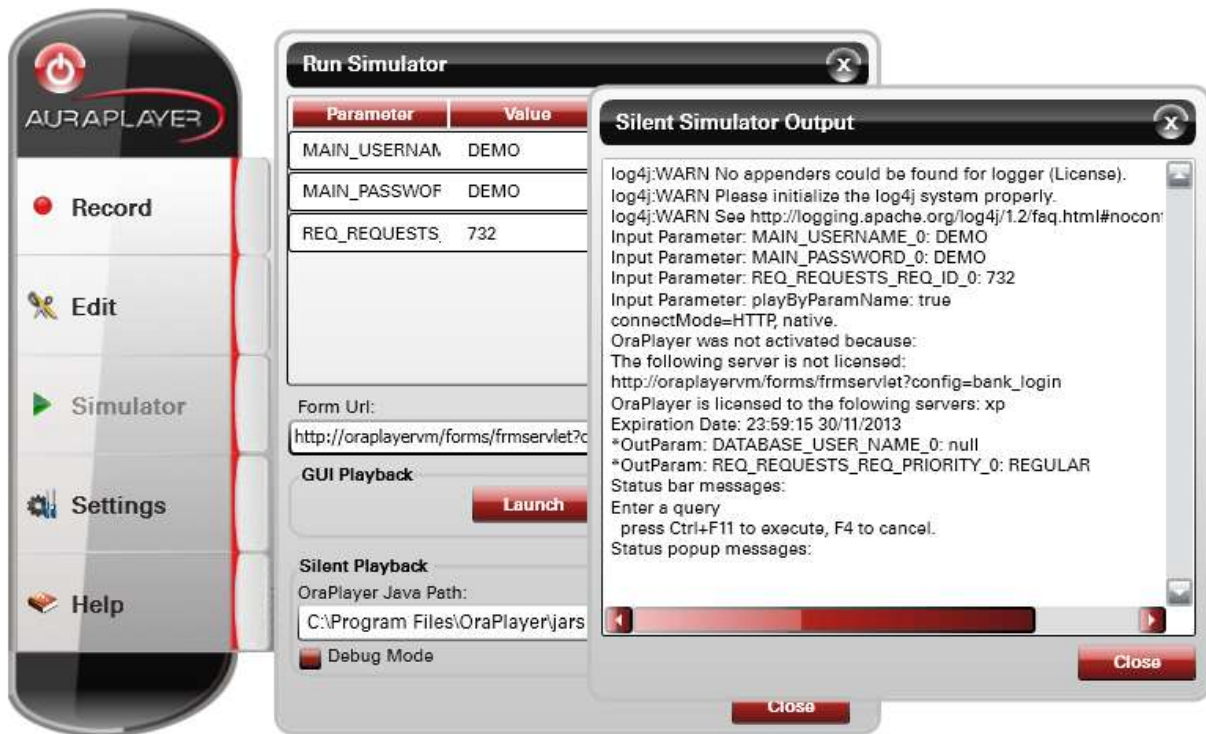 AURAPLAYER
Record
Edit
Simulator
Settings
Help
Run Simulator
Parameter Value
MAIN_USERNAM DEMO
MAIN_PASSWOF DEMO
REQ_REQUESTS_ 732
Form Url:
http://oraplayervm/forms/frmservlet?c
GUI Playback
Launch
Silent Playback
OraPlayer Java Path:
C:\Program Files\OraPlayer\jars
Debug Mode
Close
Silent Simulator Output
log4j:WARN No appenders could be found for logger (License).
log4j:WARN Please initialize the log4j system properly.
log4j:WARN See http://logging.apache.org/log4j/1.2/faq.html#noconf
Input Parameter: MAIN_USERNAME_0: DEMO
Input Parameter: MAIN_PASSWORD_0: DEMO
Input Parameter: REQ_REQUESTS_REQ_ID_0: 732
Input Parameter: playByParamName: true
connectMode=HTTP, native.
OraPlayer was not activated because:
The following server is not licensed:
http://oraplayervm/forms/frmservlet?config=bank_login
OraPlayer is licensed to the folowing servers: xp
Expiration Date: 23:59:15 30/11/2013
*OutParam: DATABASE_USER_NAME_0: null
*OutParam: REQ_REQUESTS_REQ_PRIORITY_0: REGULAR
Status bar messages:
Enter a query
press Ctrl+F11 to execute, F4 to cancel.
Status popup messages:
Close